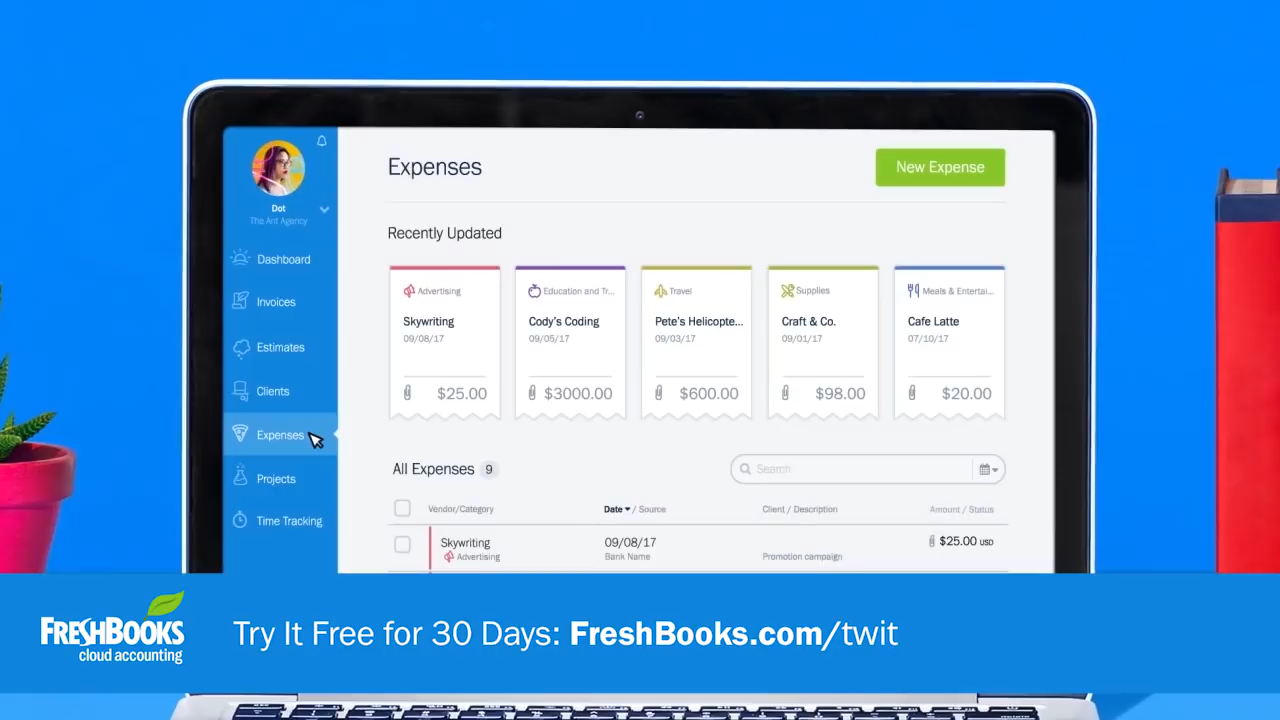 Expenses
New Expense
Dot
The Ant Agency
Dashboard
Invoices
Estimates
Clients
Expenses
Projects
Time Tracking
Recently Updated
Advertising
Skywriting
09/08/17
$25.00
Education and Tr...
Cody's Coding
09/05/17
$3000.00
Travel
Pete's Helicopte...
09/03/17
$600.00
Supplies
Craft & Co.
09/01/17
$98.00
Meals & Entertai...
Cafe Latte
07/10/17
$20.00
All Expenses 9
Search
Vendor/Category Date / Source Client / Description Amount / Status
Skywriting 09/08/17 $25.00 USD
Advertising Bank Name Promotion campaign
FRESHBOOKS
cloud accounting
Try It Free for 30 Days: FreshBooks.com/twit